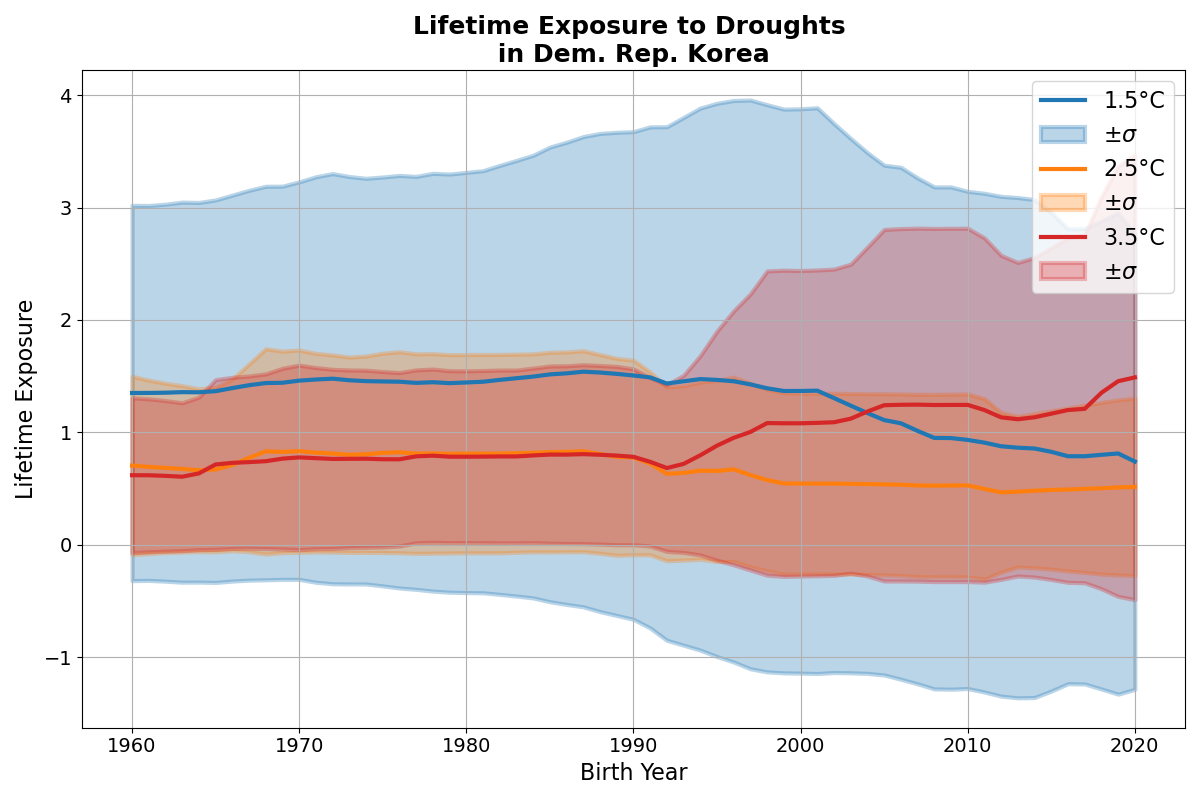 Lifetime Exposure to Droughts
in Dem. Rep. Korea
Lifetime Exposure
4
3
2
1
0
−1
1960
1970
1980
1990
2000
2010
2020
Birth Year
1.5°C
±σ
2.5°C
±σ
3.5°C
±σ